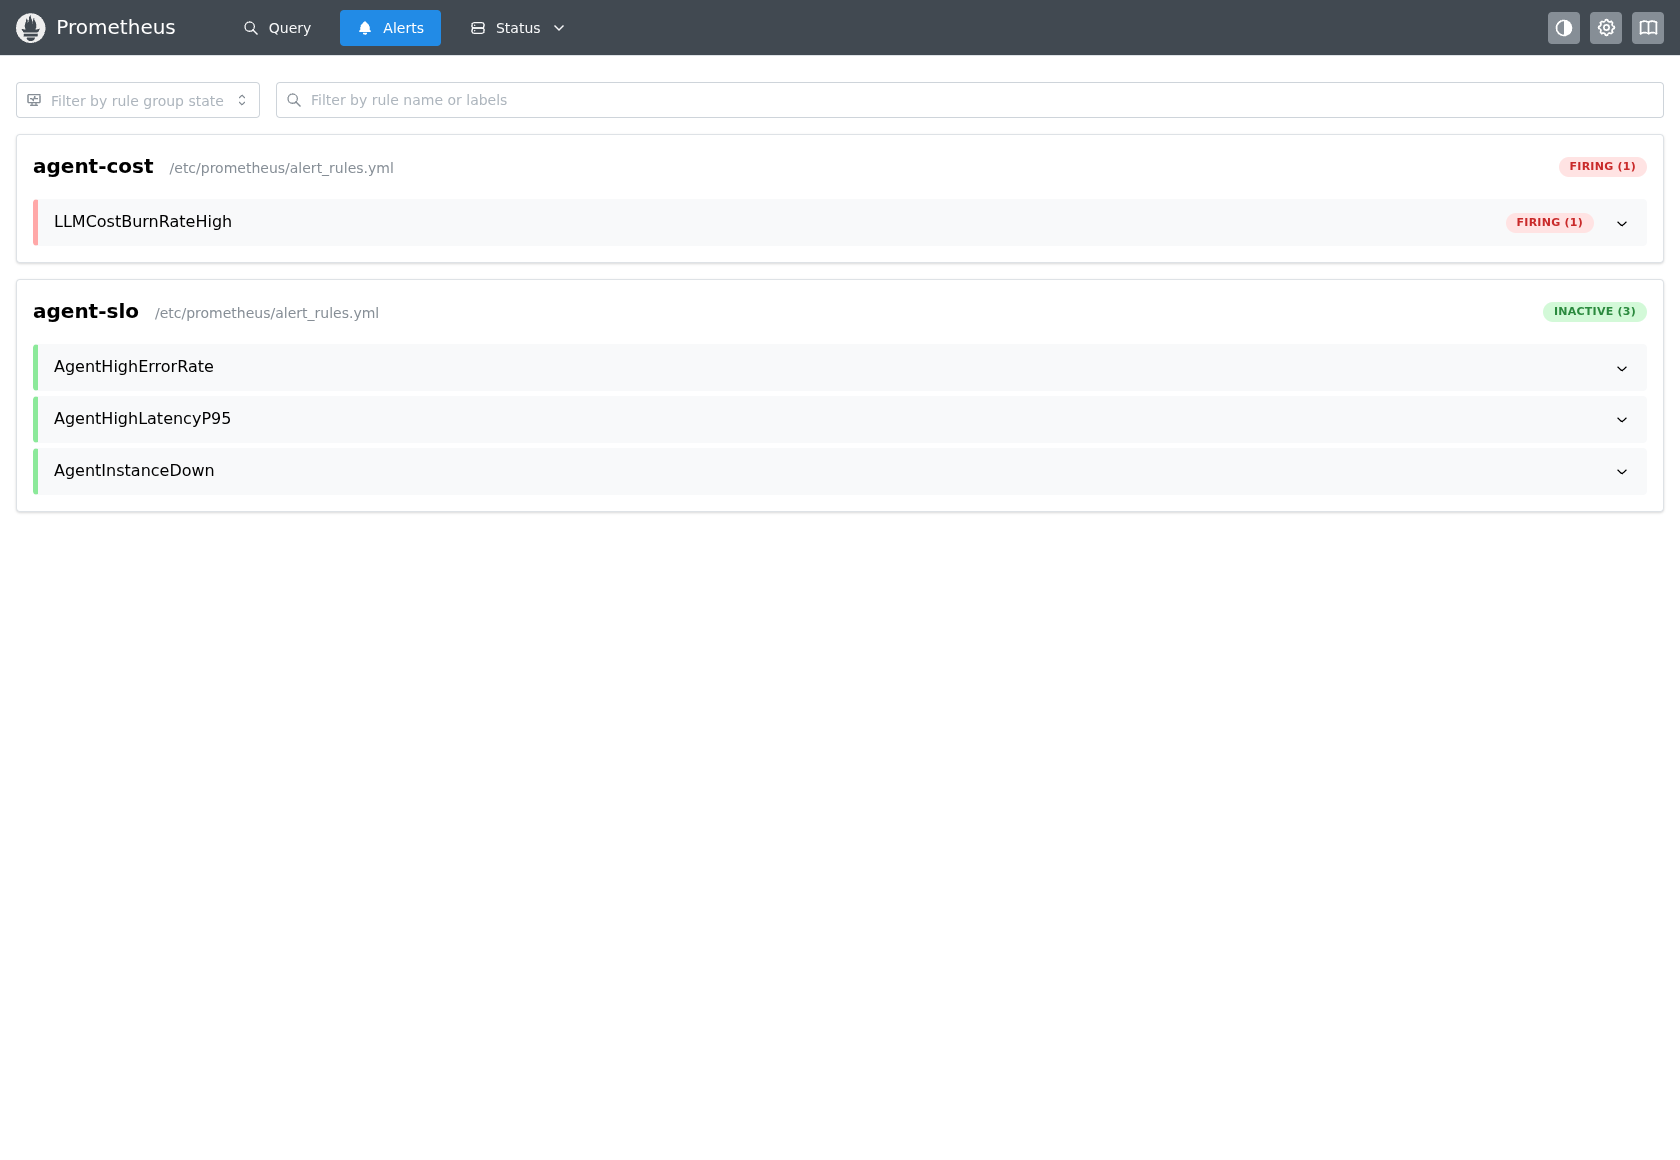 Prometheus Query Alerts Status
Filter by rule group state Filter by rule name or labels
agent-cost /etc/prometheus/alert_rules.yml FIRING (1)
LLMCostBurnRateHigh FIRING (1)
agent-slo /etc/prometheus/alert_rules.yml INACTIVE (3)
AgentHighErrorRate
AgentHighLatencyP95
AgentInstanceDown